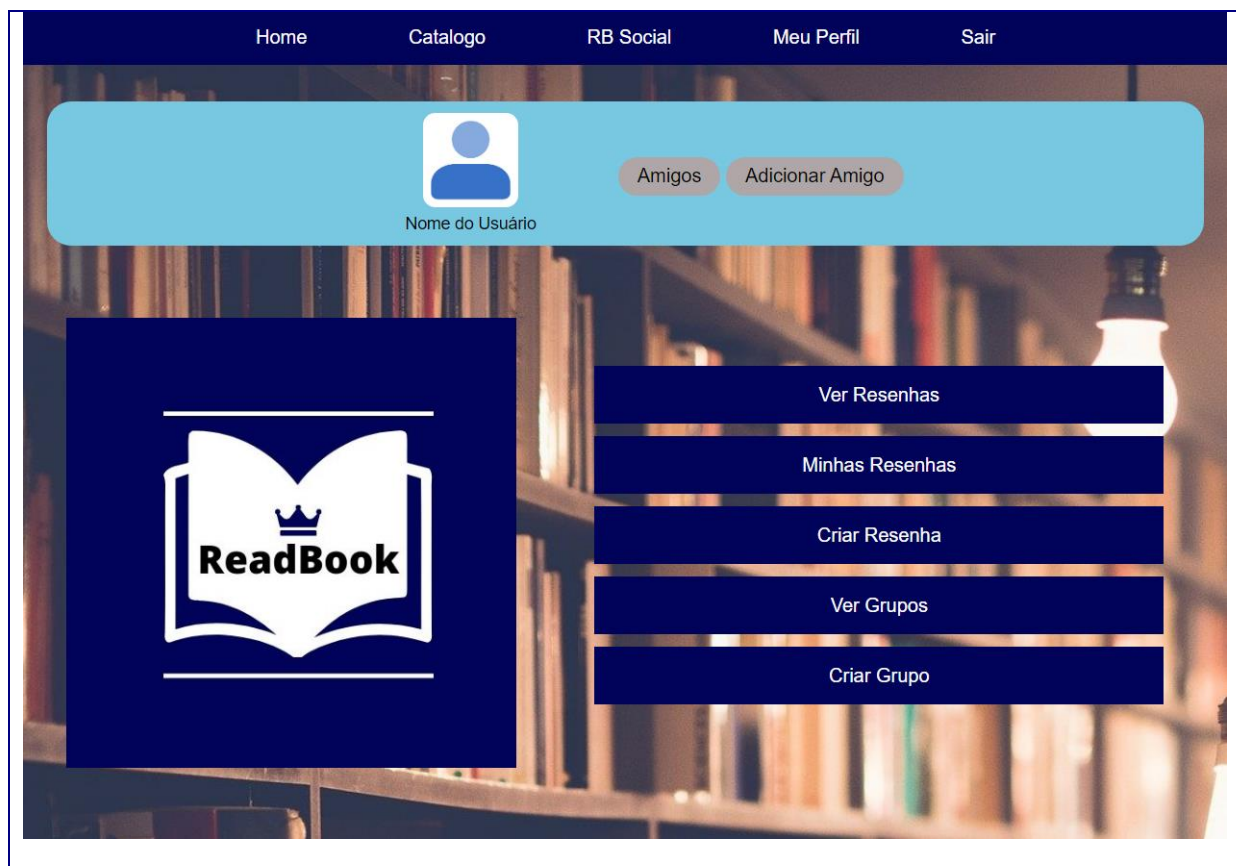 Home Catalogo RB Social Meu Perfil Sair
Amigos Adicionar Amigo
Nome do Usuário
ReadBook
Ver Resenhas
Minhas Resenhas
Criar Resenha
Ver Grupos
Criar Grupo